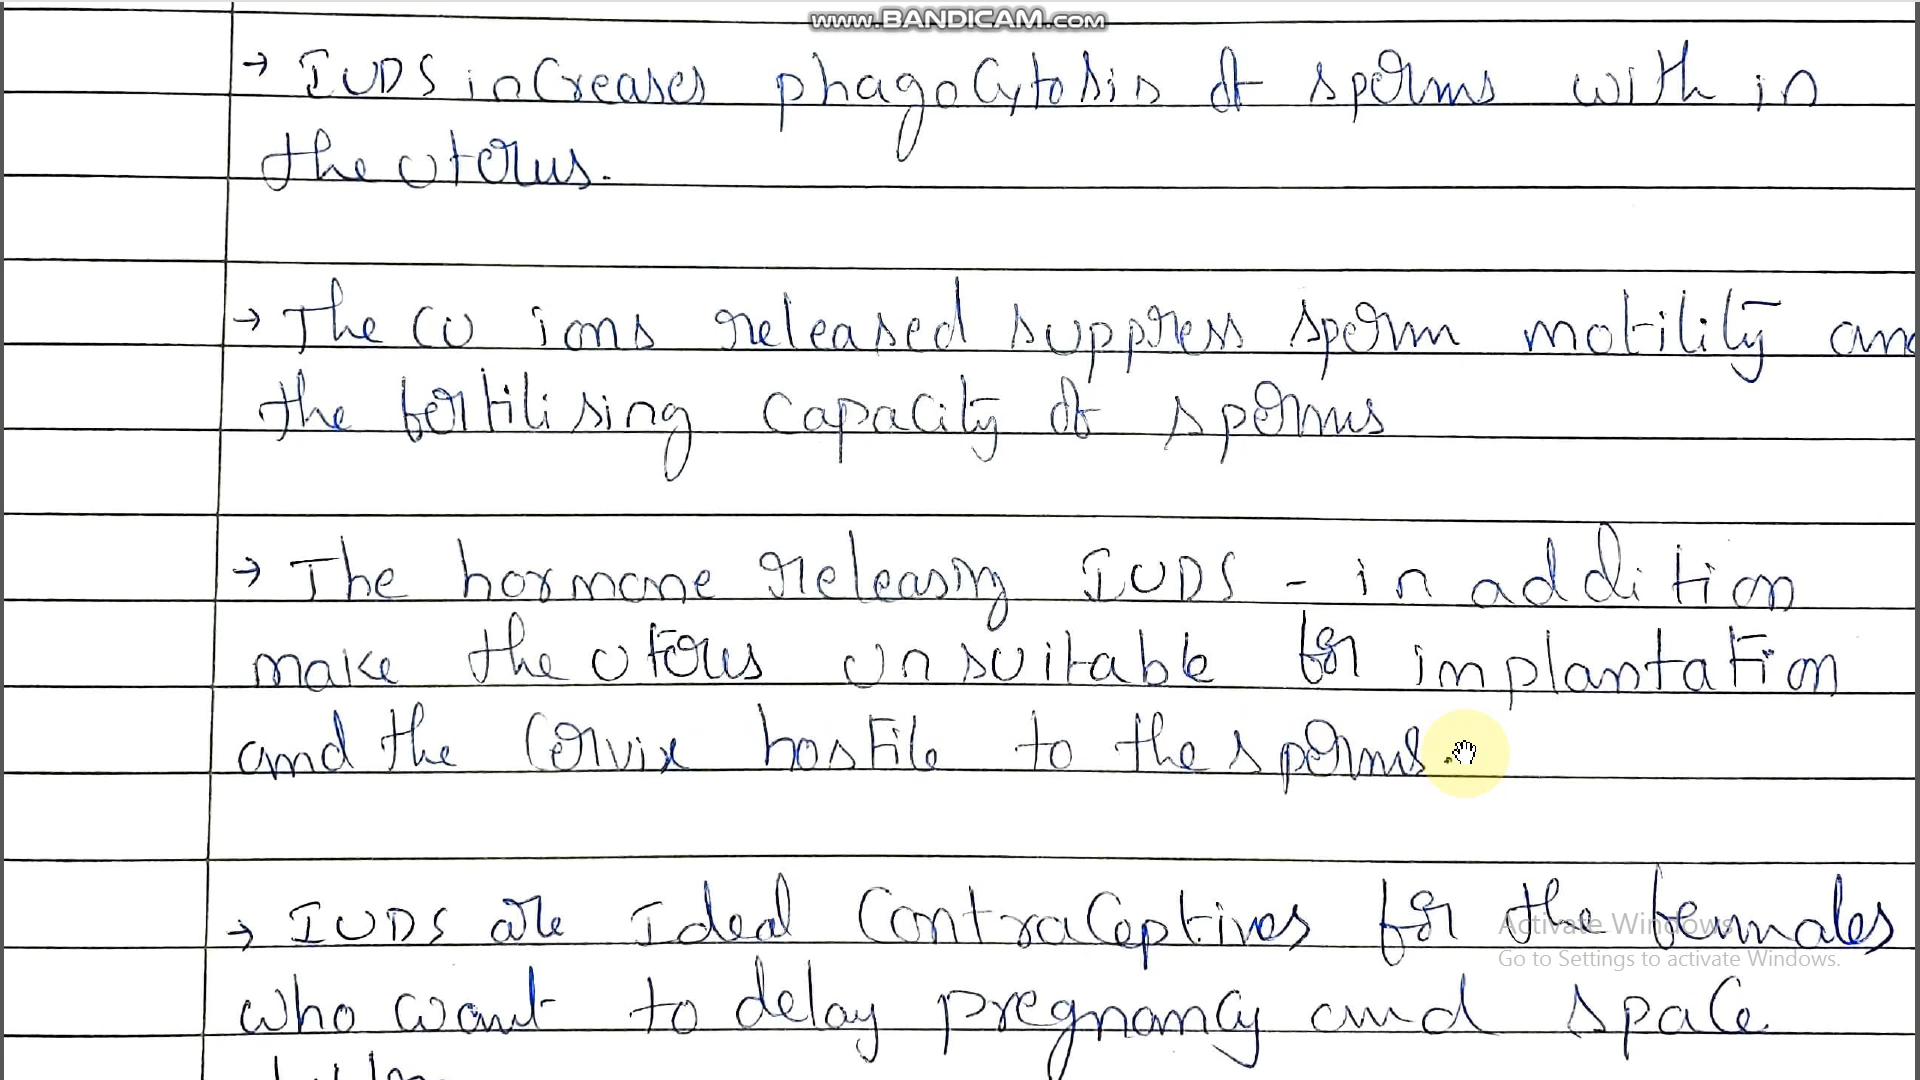 www.BANDICAM.com
→ IUDS increases phagocytosis of sperms with in
the uterus.
→ The Cu ions released suppress sperm motility and
the fertilising capacity of sperms
→ The hormone releasing IUDS - in addition
make the uterus unsuitable for implantation
and the Cervix hostile to the sperms.
→ IUDS are Ideal Contraceptives for the females
Activate Windows
Go to Settings to activate Windows.
who want to delay pregnancy and space